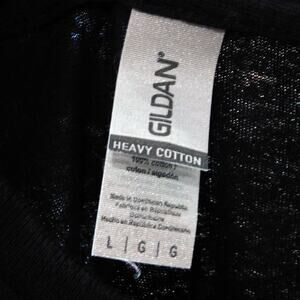 GILDAN®
HEAVY COTTON
100% cotton /
coton / algodón
Made in Dominican Republic
Fabriqué en République
Dominicaine
Hecho en República Dominicana
L | G | G